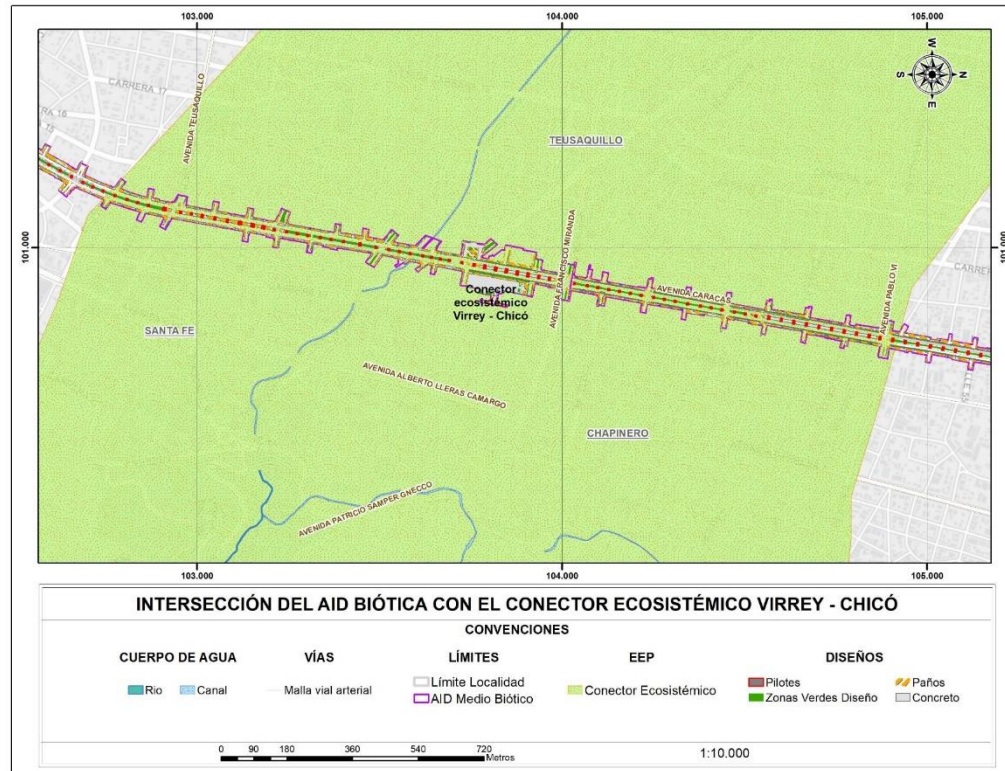 103.000
104.000
105.000
W
S
N
E
CARRERA 17
CARRERA 16
AVENIDA TEUSAQUILLO
TEUSAQUILLO
AVENIDA FRANCISCO MIRANDA
101.000
101.000
AVENIDA CARACAS
AVENIDA PABLO VI
Conector
ecosistémico
Virrey - Chicó
SANTA FE
AVENIDA ALBERTO LLERAS CAMARGO
CHAPINERO
AVENIDA PATRICIO SAMPER GNECCO
103.000
104.000
105.000
INTERSECCIÓN DEL AID BIÓTICA CON EL CONECTOR ECOSISTÉMICO VIRREY - CHICÓ
CONVENCIONES
CUERPO DE AGUA
VÍAS
LÍMITES
EEP
DISEÑOS
Rio
Canal
Malla vial arterial
Límite Localidad
AID Medio Biótico
Conector Ecosistémico
Pilotes
Paños
Zonas Verdes Diseño
Concreto
0 90 180 360 540 720
Metros
1:10.000